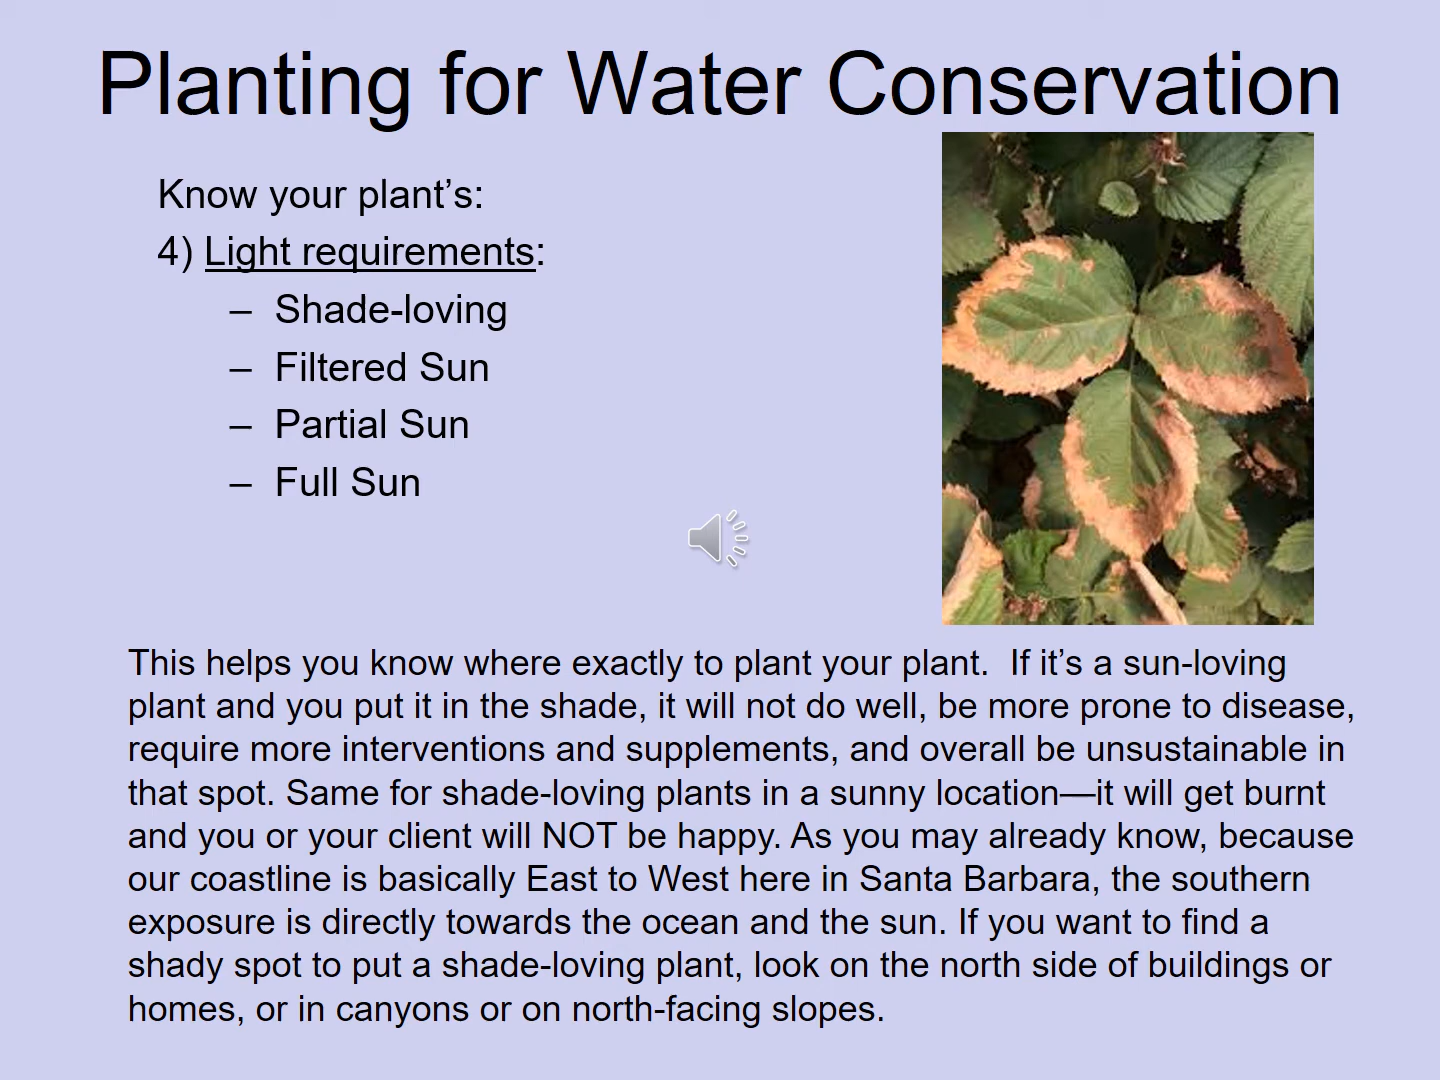 Planting for Water Conservation
Know your plant’s:
4) Light requirements:
– Shade-loving
– Filtered Sun
– Partial Sun
– Full Sun
This helps you know where exactly to plant your plant.  If it’s a sun-loving
plant and you put it in the shade, it will not do well, be more prone to disease,
require more interventions and supplements, and overall be unsustainable in
that spot. Same for shade-loving plants in a sunny location—it will get burnt
and you or your client will NOT be happy. As you may already know, because
our coastline is basically East to West here in Santa Barbara, the southern
exposure is directly towards the ocean and the sun. If you want to find a
shady spot to put a shade-loving plant, look on the north side of buildings or
homes, or in canyons or on north-facing slopes.